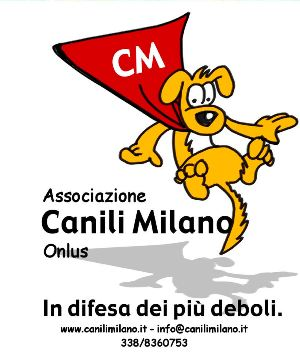 CM
Associazione
Canili Milano
Onlus
In difesa dei più deboli.
www.canilimilano.it - info@canilimilano.it
338/8360753